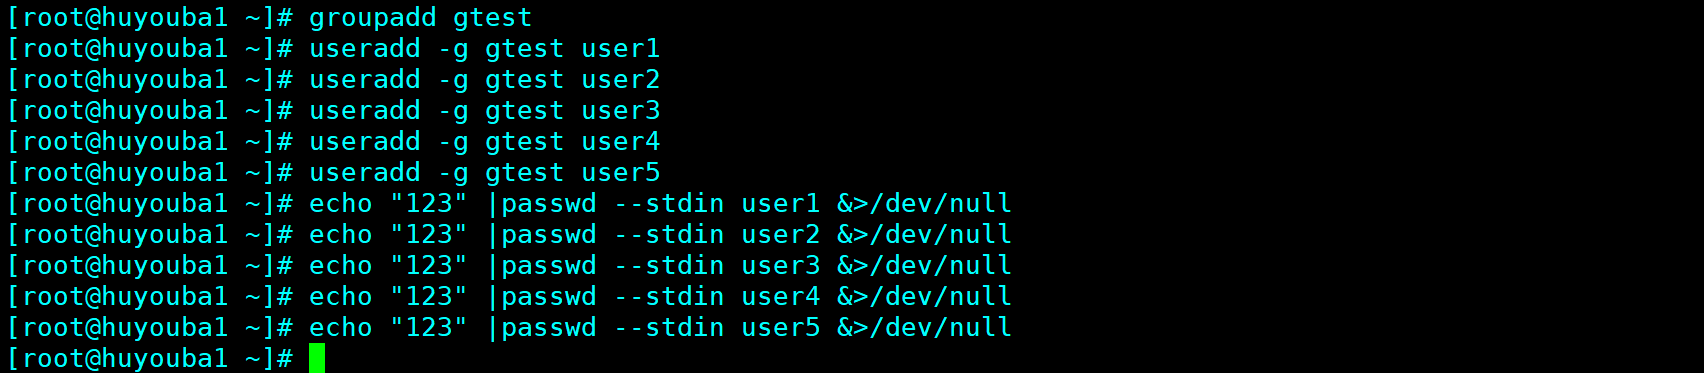 [root@huyouba1 ~]# groupadd gtest
[root@huyouba1 ~]# useradd -g gtest user1
[root@huyouba1 ~]# useradd -g gtest user2
[root@huyouba1 ~]# useradd -g gtest user3
[root@huyouba1 ~]# useradd -g gtest user4
[root@huyouba1 ~]# useradd -g gtest user5
[root@huyouba1 ~]# echo "123" |passwd --stdin user1 &>/dev/null
[root@huyouba1 ~]# echo "123" |passwd --stdin user2 &>/dev/null
[root@huyouba1 ~]# echo "123" |passwd --stdin user3 &>/dev/null
[root@huyouba1 ~]# echo "123" |passwd --stdin user4 &>/dev/null
[root@huyouba1 ~]# echo "123" |passwd --stdin user5 &>/dev/null
[root@huyouba1 ~]#